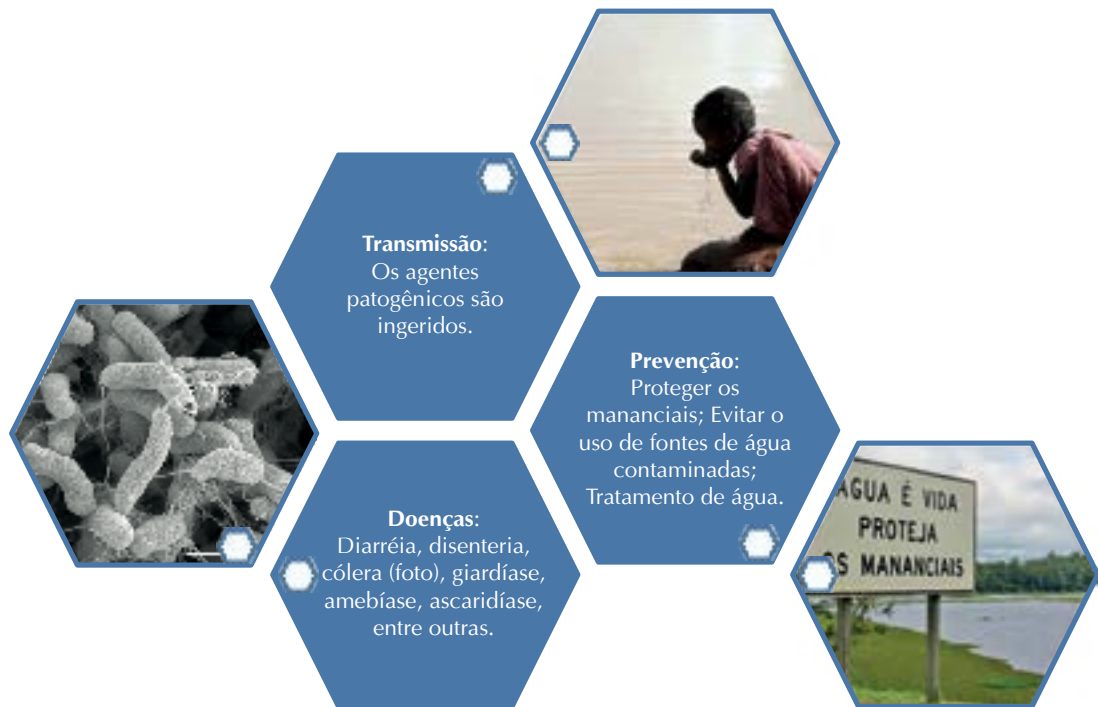 Transmissão:
Os agentes
patogênicos são
ingeridos.
Prevenção:
Proteger os
mananciais; Evitar o
uso de fontes de água
contaminadas;
Tratamento de água.
Doenças:
Diarréia, disenteria,
cólera (foto), giardíase,
amebíase, ascaridíase,
entre outras.
ÁGUA É VIDA
PROTEJA
OS MANANCIAIS